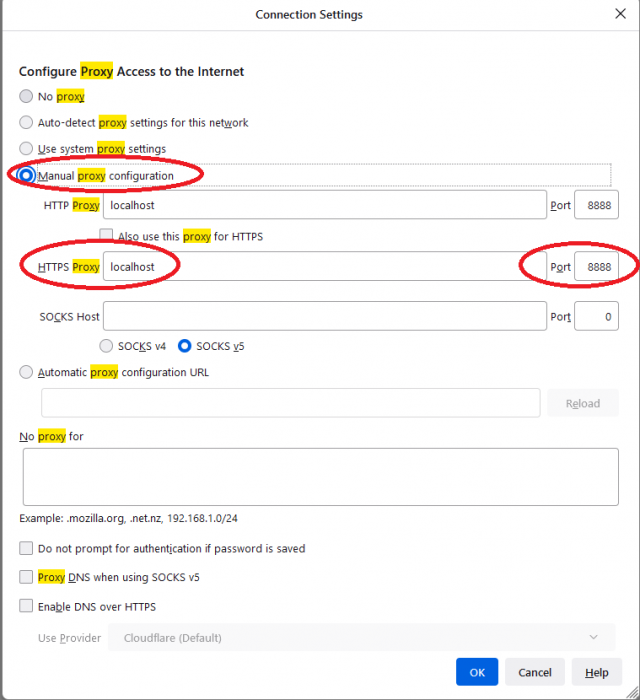 Connection Settings
Configure Proxy Access to the Internet
No proxy
Auto-detect proxy settings for this network
Use system proxy settings
Manual proxy configuration
HTTP Proxy localhost Port 8888
Also use this proxy for HTTPS
HTTPS Proxy localhost Port 8888
SOCKS Host Port 0
SOCKS v4 SOCKS v5
Automatic proxy configuration URL
Reload
No proxy for
Example: .mozilla.org, .net.nz, 192.168.1.0/24
Do not prompt for authentication if password is saved
Proxy DNS when using SOCKS v5
Enable DNS over HTTPS
Use Provider Cloudflare (Default)
OK Cancel Help